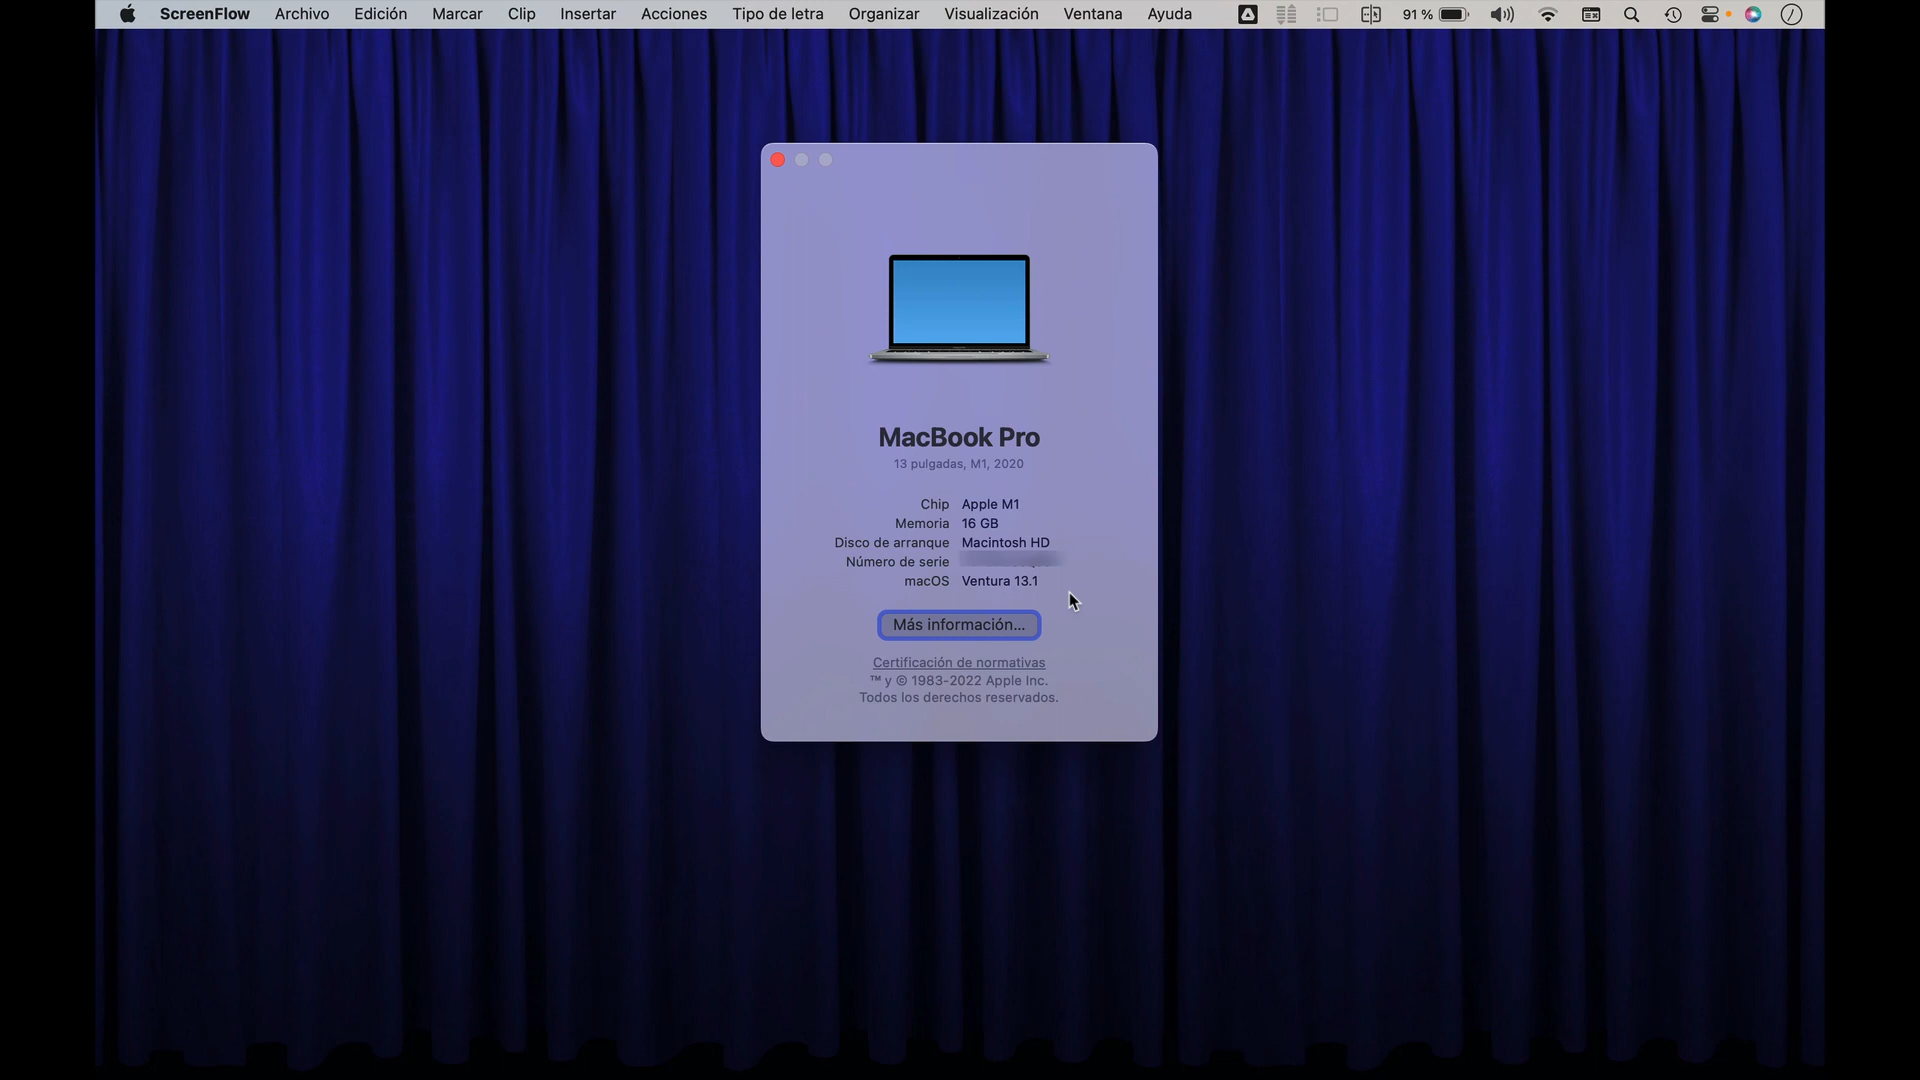 ScreenFlow Archivo Edición Marcar Clip Insertar Acciones Tipo de letra Organizar Visualización Ventana Ayuda 91 %
MacBook Pro
13 pulgadas, M1, 2020
Chip Apple M1
Memoria 16 GB
Disco de arranque Macintosh HD
Número de serie
macOS Ventura 13.1
Más información...
Certificación de normativas
™ y © 1983-2022 Apple Inc.
Todos los derechos reservados.